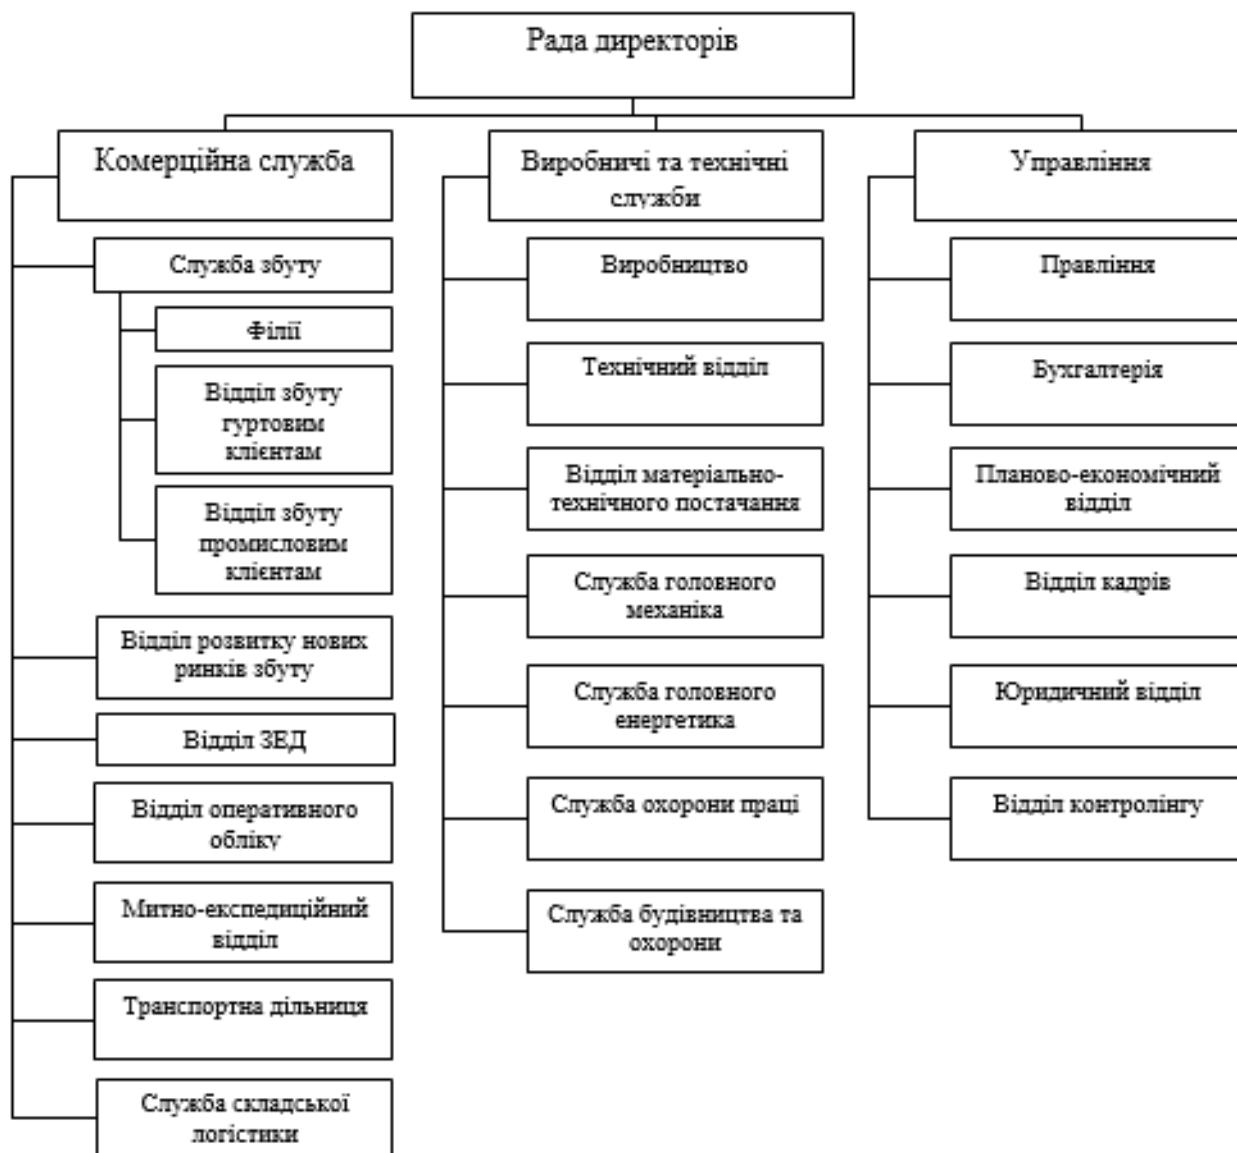 Рада директорів
Комерційна служба
Служба збуту
Філії
Відділ збуту
гуртовим
клієнтам
Відділ збуту
промисловим
клієнтам
Відділ розвитку нових
ринків збуту
Відділ ЗЕД
Відділ оперативного
обліку
Митно-експедиційний
відділ
Транспортна дільниця
Служба складської
логістики
Виробничі та технічні
служби
Виробництво
Технічний відділ
Відділ матеріально-
технічного постачання
Служба головного
механіка
Служба головного
енергетика
Служба охорони праці
Служба будівництва та
охорони
Управління
Правління
Бухгалтерія
Планово-економічний
відділ
Відділ кадрів
Юридичний відділ
Відділ контролінгу